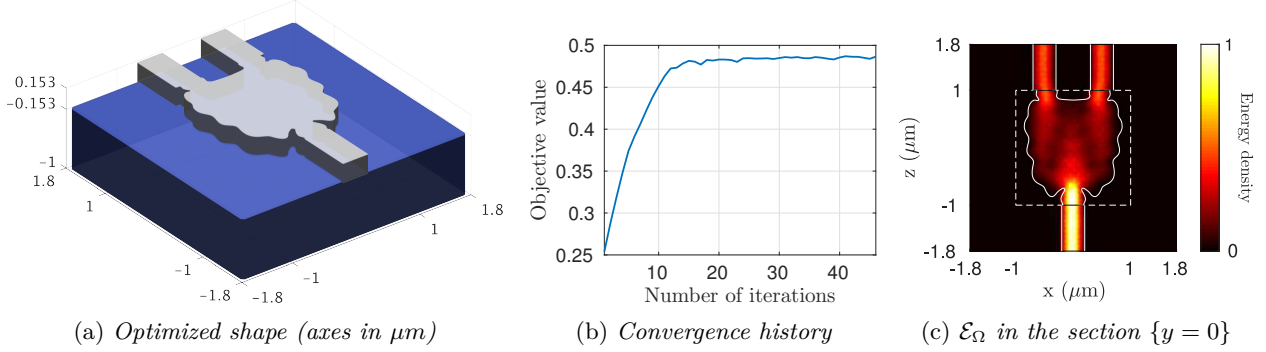 0.153
−0.153
−1
1.8
1
−1
−1.8
−1.8
−1
1
1.8
(a) Optimized shape (axes in µm)
0.5
0.45
0.4
0.35
0.3
0.25
10 20 30 40
Objective value
Number of iterations
(b) Convergence history
1.8
1
-1
-1.8
z (µm)
-1.8 -1 1 1.8
x (µm)
1
0
Energy density
(c) ℰ_Ω in the section {y = 0}